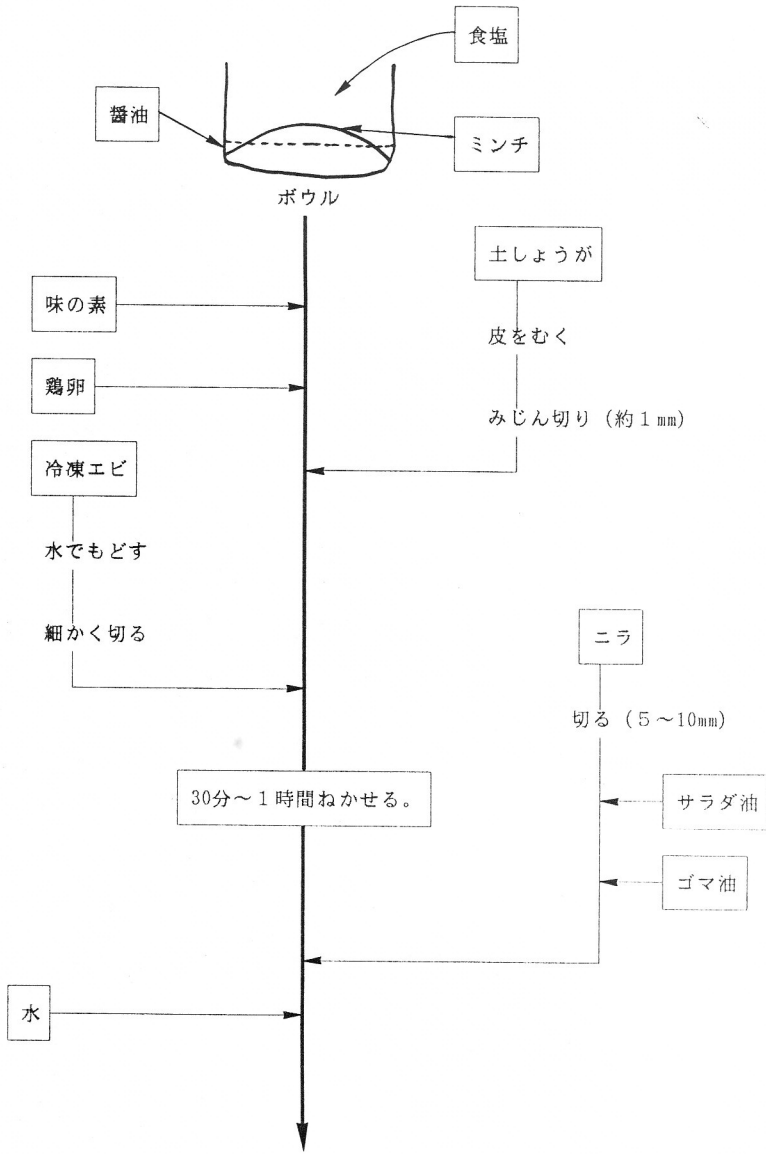 食塩
醤油
ミンチ
ボウル
土しょうが
味の素
皮をむく
鶏卵
みじん切り(約1㎜)
冷凍エビ
水でもどす
細かく切る
ニラ
切る(5~10㎜)
30分~1時間ねかせる。
サラダ油
ゴマ油
水